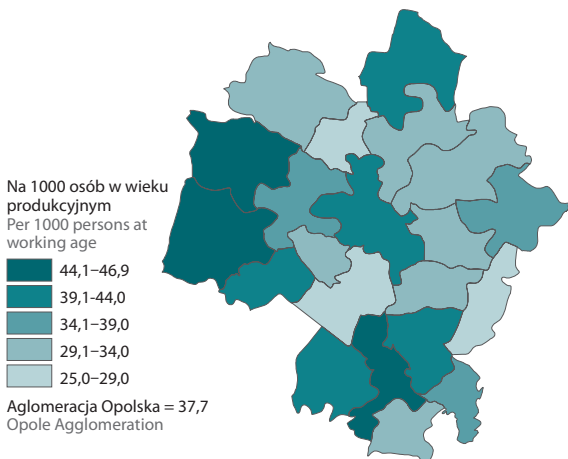 Na 1000 osób w wieku
produkcyjnym
Per 1000 persons at
working age
44,1–46,9
39,1-44,0
34,1–39,0
29,1–34,0
25,0–29,0
Aglomeracja Opolska = 37,7
Opole Agglomeration